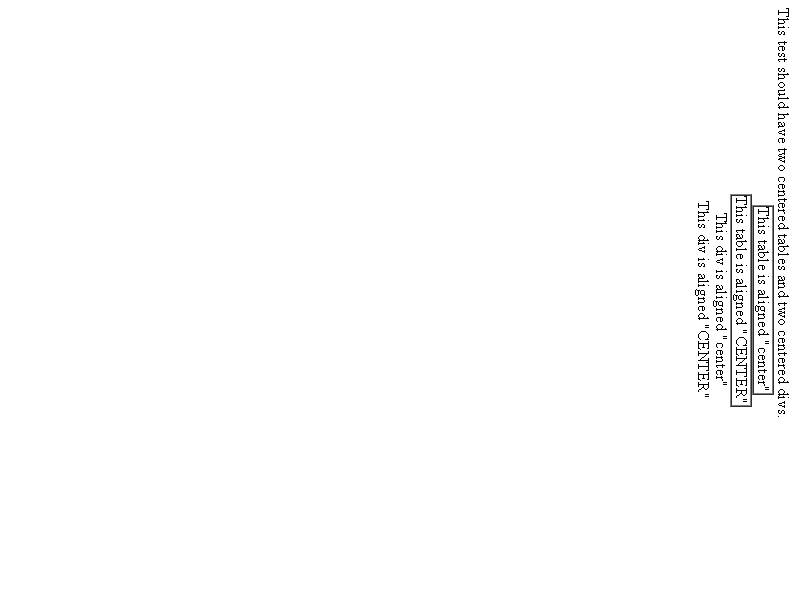 This test should have two centered tables and two centered divs.
This table is aligned "center"
This table is aligned "CENTER"
This div is aligned "center"
This div is aligned "CENTER"